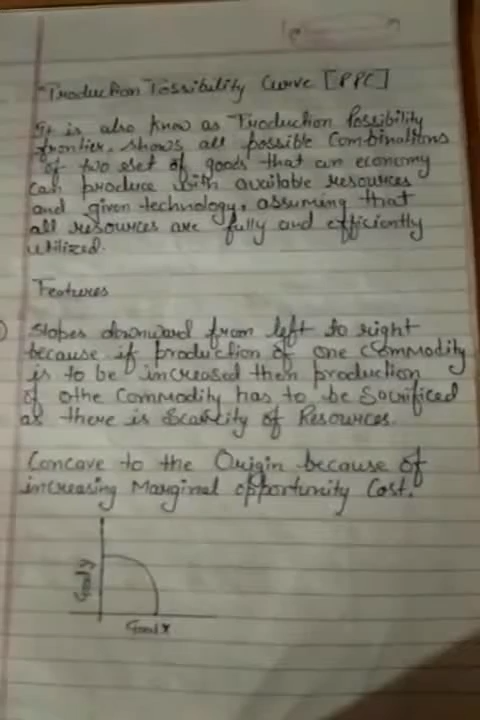 Production Possibility Curve [PPC]
It is also know as Production Possibility
frontier. shows all possible Combinations
of two set of goods that an economy
can produce with available resources
and given technology, assuming that
all resources are fully and efficiently
utilized.
Features
Slopes downward from left to right
because if production of one Commodity
is to be increased then production
of othe Commodity has to be Sacrificed
as there is Scarcity of Resources.
Concave to the Origin because of
increasing Marginal opportunity Cost.
Good y
Good x